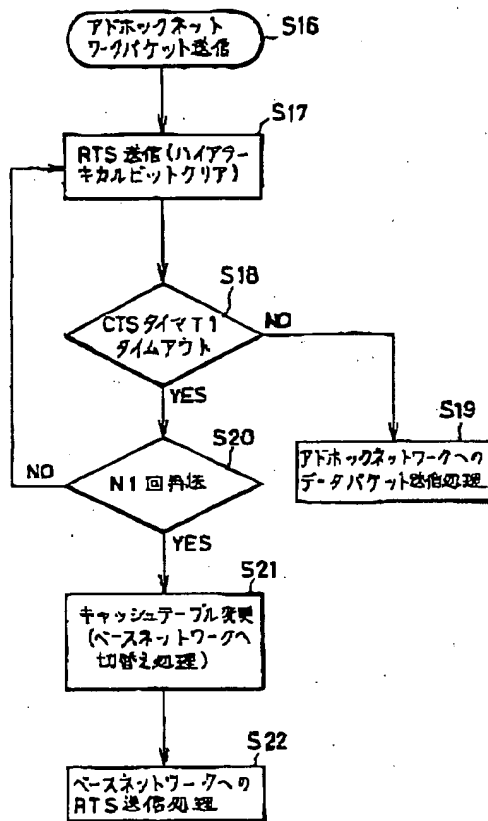 アドホックネット
ワークパケット送信
S16
S17
RTS 送信(ハイアラー
キカルビットクリア)
S18
CTSタイマT1
タイムアウト
NO
YES
S19
アドホックネットワークへの
データパケット送信処理
S20
NO
N1回再送
YES
S21
キャッシュテーブル変更
(ベースネットワークへ
切替え処理)
S22
ベースネットワークへの
RTS送信処理